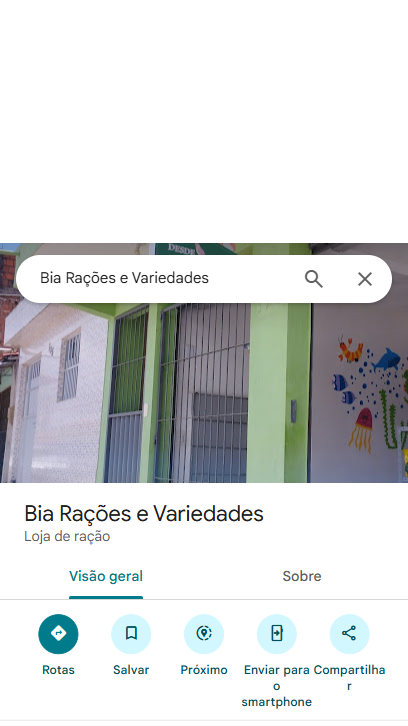 DESDE
Bia Rações e Variedades
Bia Rações e Variedades
Loja de ração
Visão geral
Sobre
Rotas
Salvar
Próximo
Enviar para
o
smartphone
Compartilha
r